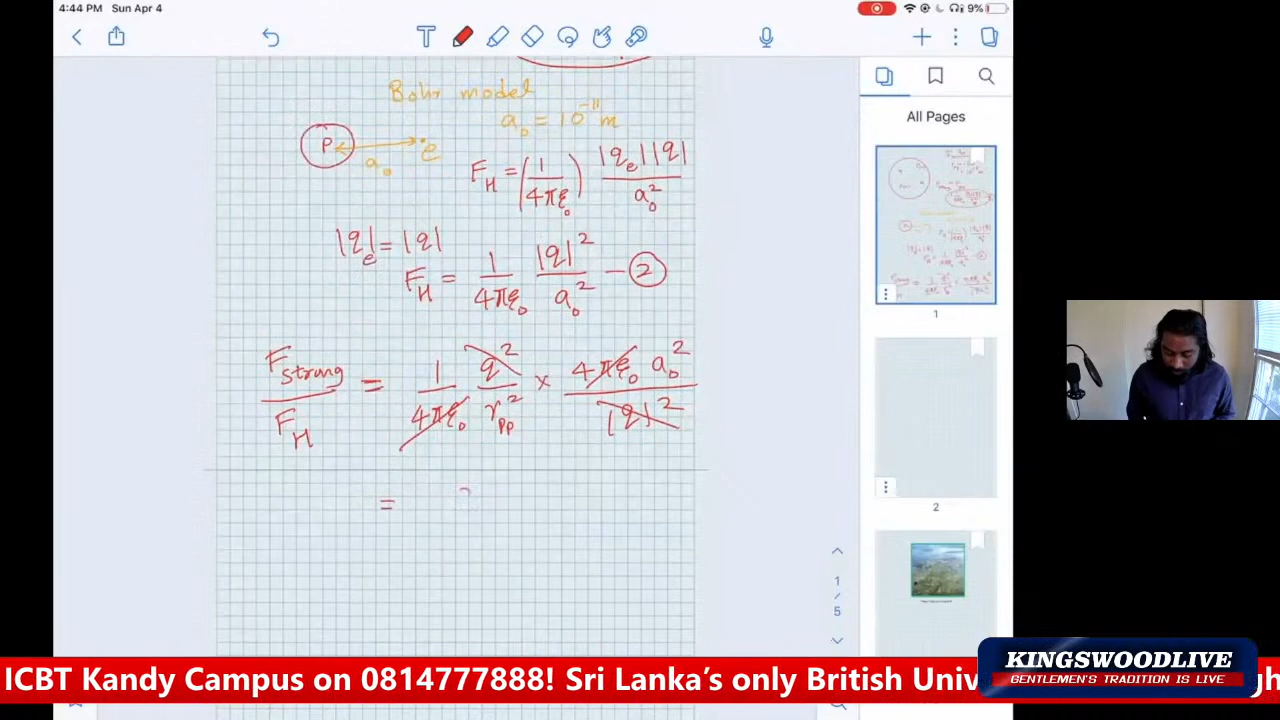 4:44 PM Sun Apr 4
9%
T
Bohr model
a₀ = 10⁻¹¹ m
P
a₀
e
F_H = (1/4πε₀) |q_e||q|/a₀²
|q_e| = |q|
F_H = 1/4πε₀ |q|²/a₀² – ②
F_strong/F_H = 1/4πε₀ q²/r_pp² × 4πε₀ a₀²/|q|²
=
All Pages
1
2
1
/
5
KINGSWOODLIVE
GENTLEMEN'S TRADITION IS LIVE
ICBT Kandy Campus on 0814777888! Sri Lanka's only British Univ